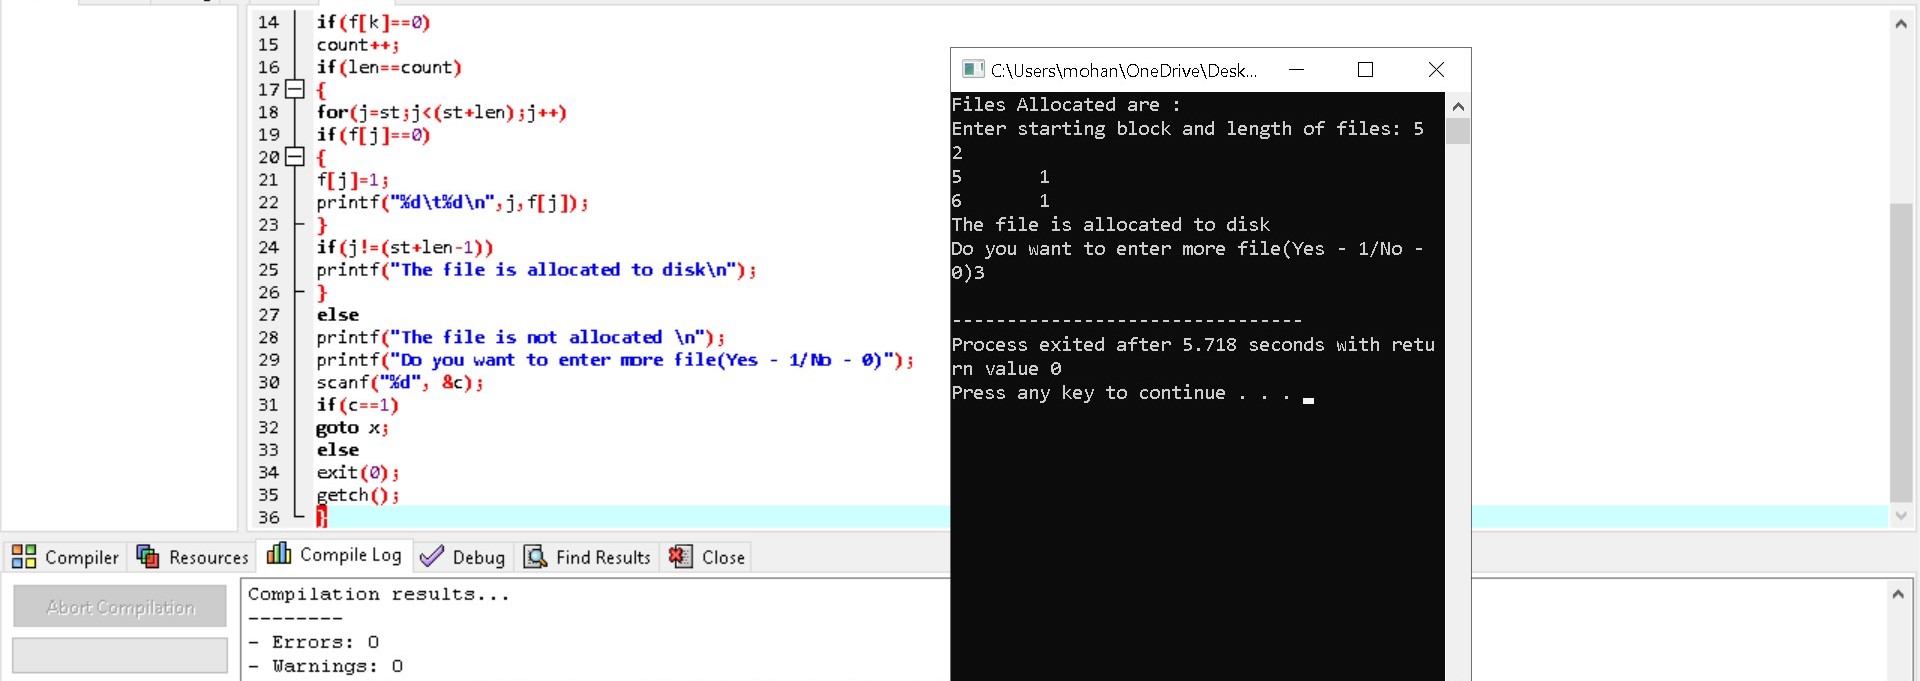 14 if(f[k]==0)
15 count++;
16 if(len==count)
17 {
18 for(j=st;j<(st+len);j++)
19 if(f[j]==0)
20 {
21 f[j]=1;
22 printf("%d\t%d\n",j,f[j]);
23 }
24 if(j!=(st+len-1))
25 printf("The file is allocated to disk\n");
26 }
27 else
28 printf("The file is not allocated \n");
29 printf("Do you want to enter more file(Yes - 1/No - 0)");
30 scanf("%d", &c);
31 if(c==1)
32 goto x;
33 else
34 exit(0);
35 getch();
36 }
C:\Users\mohan\OneDrive\Desk...
Files Allocated are :
Enter starting block and length of files: 5
2
5 1
6 1
The file is allocated to disk
Do you want to enter more file(Yes - 1/No -
0)3
--------------------------------
Process exited after 5.718 seconds with retu
rn value 0
Press any key to continue . . .
Compiler Resources Compile Log Debug Find Results Close
Abort Compilation
Compilation results...
--------
- Errors: 0
- Warnings: 0